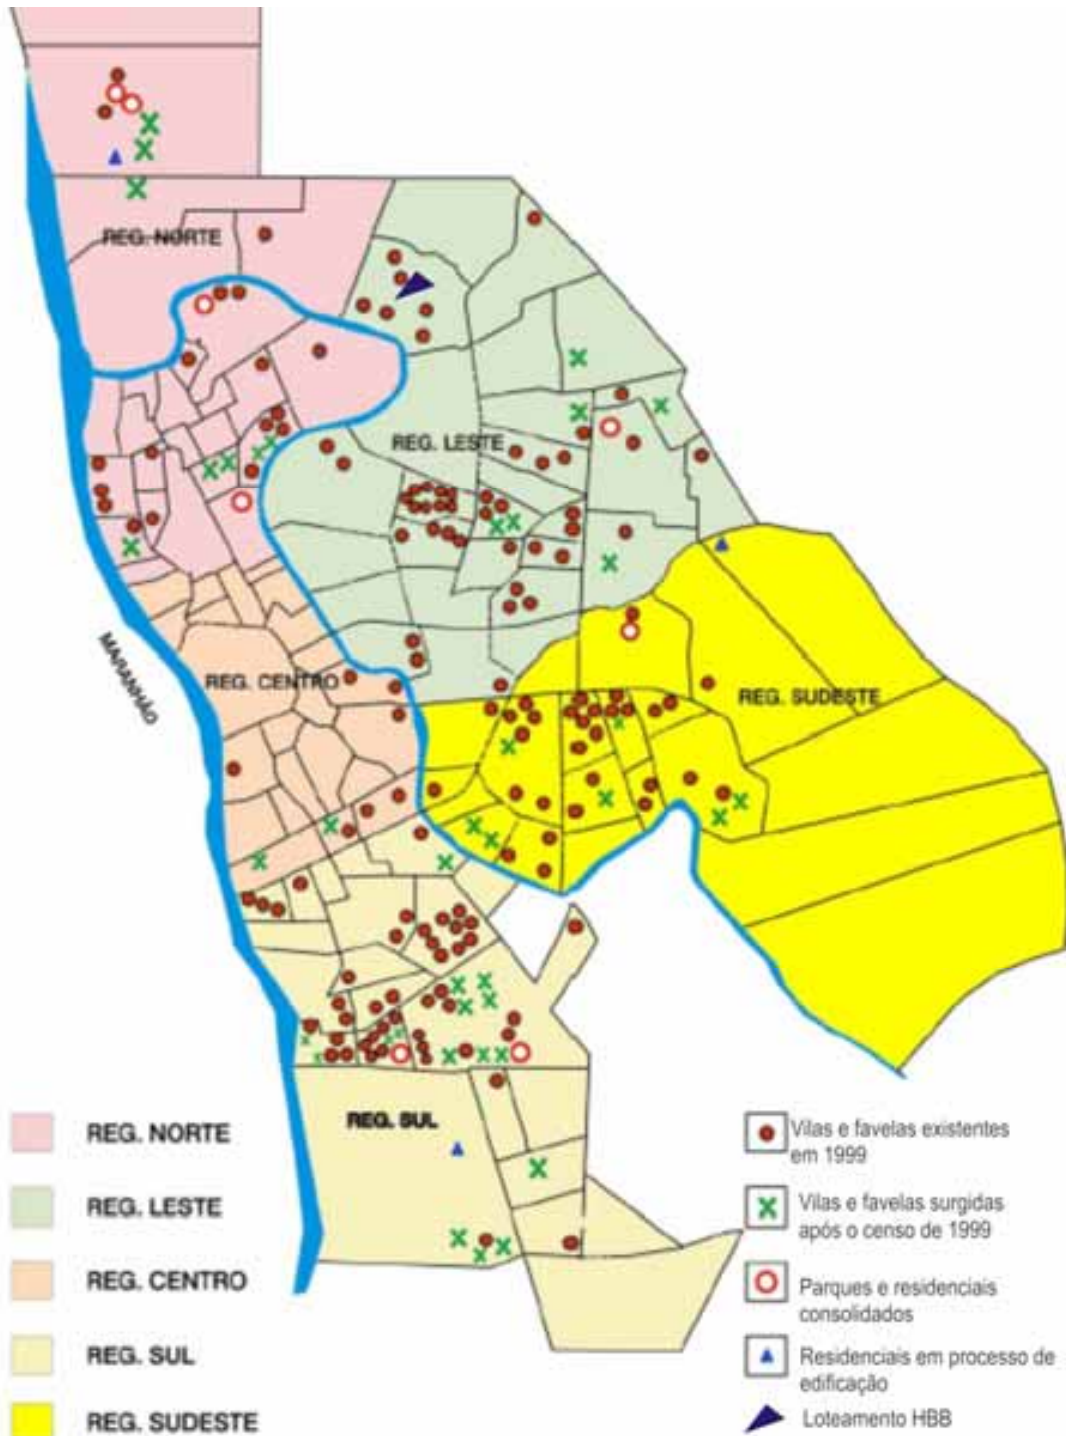 REG. NORTE
REG. LESTE
MARANHÃO
REG. CENTRO
REG. SUDESTE
REG. SUL
REG. NORTE
REG. LESTE
REG. CENTRO
REG. SUL
REG. SUDESTE
Vilas e favelas existentes
em 1999
Vilas e favelas surgidas
após o censo de 1999
Parques e residenciais
consolidados
Residenciais em processo de
edificação
Loteamento HBB